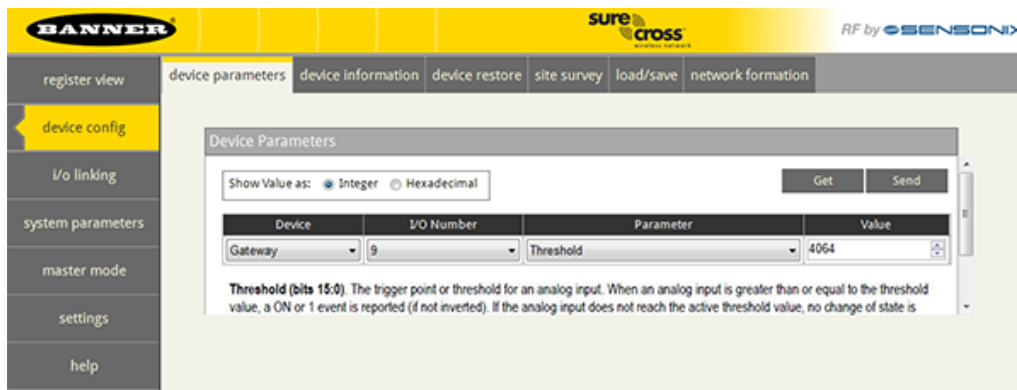 BANNER
sure cross
wireless network
RF by SENSONIX
register view
device config
i/o linking
system parameters
master mode
settings
help
device parameters device information device restore site survey load/save network formation
Device Parameters
Show Value as: Integer Hexadecimal
Get Send
Device I/O Number Parameter Value
Gateway 9 Threshold 4064
Threshold (bits 15:0). The trigger point or threshold for an analog input. When an analog input is greater than or equal to the threshold
value, a ON or 1 event is reported (if not inverted). If the analog input does not reach the active threshold value, no change of state is